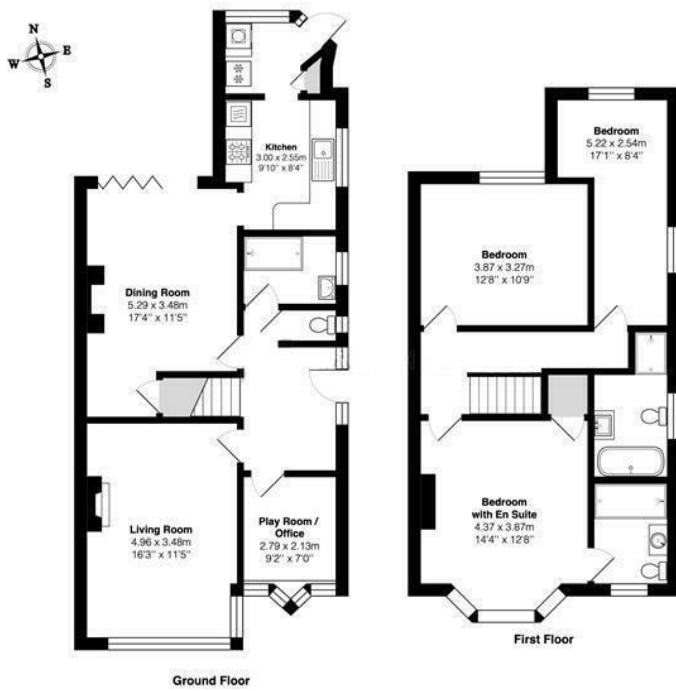 N
W E
S
Kitchen
3.00 x 2.55m
9'10" x 8'4"
Dining Room
5.29 x 3.48m
17'4" x 11'5"
Living Room
4.96 x 3.48m
16'3" x 11'5"
Play Room /
Office
2.79 x 2.13m
9'2" x 7'0"
Ground Floor
Bedroom
5.22 x 2.54m
17'1" x 8'4"
Bedroom
3.87 x 3.27m
12'8" x 10'9"
Bedroom
with En Suite
4.37 x 3.87m
14'4" x 12'8"
First Floor